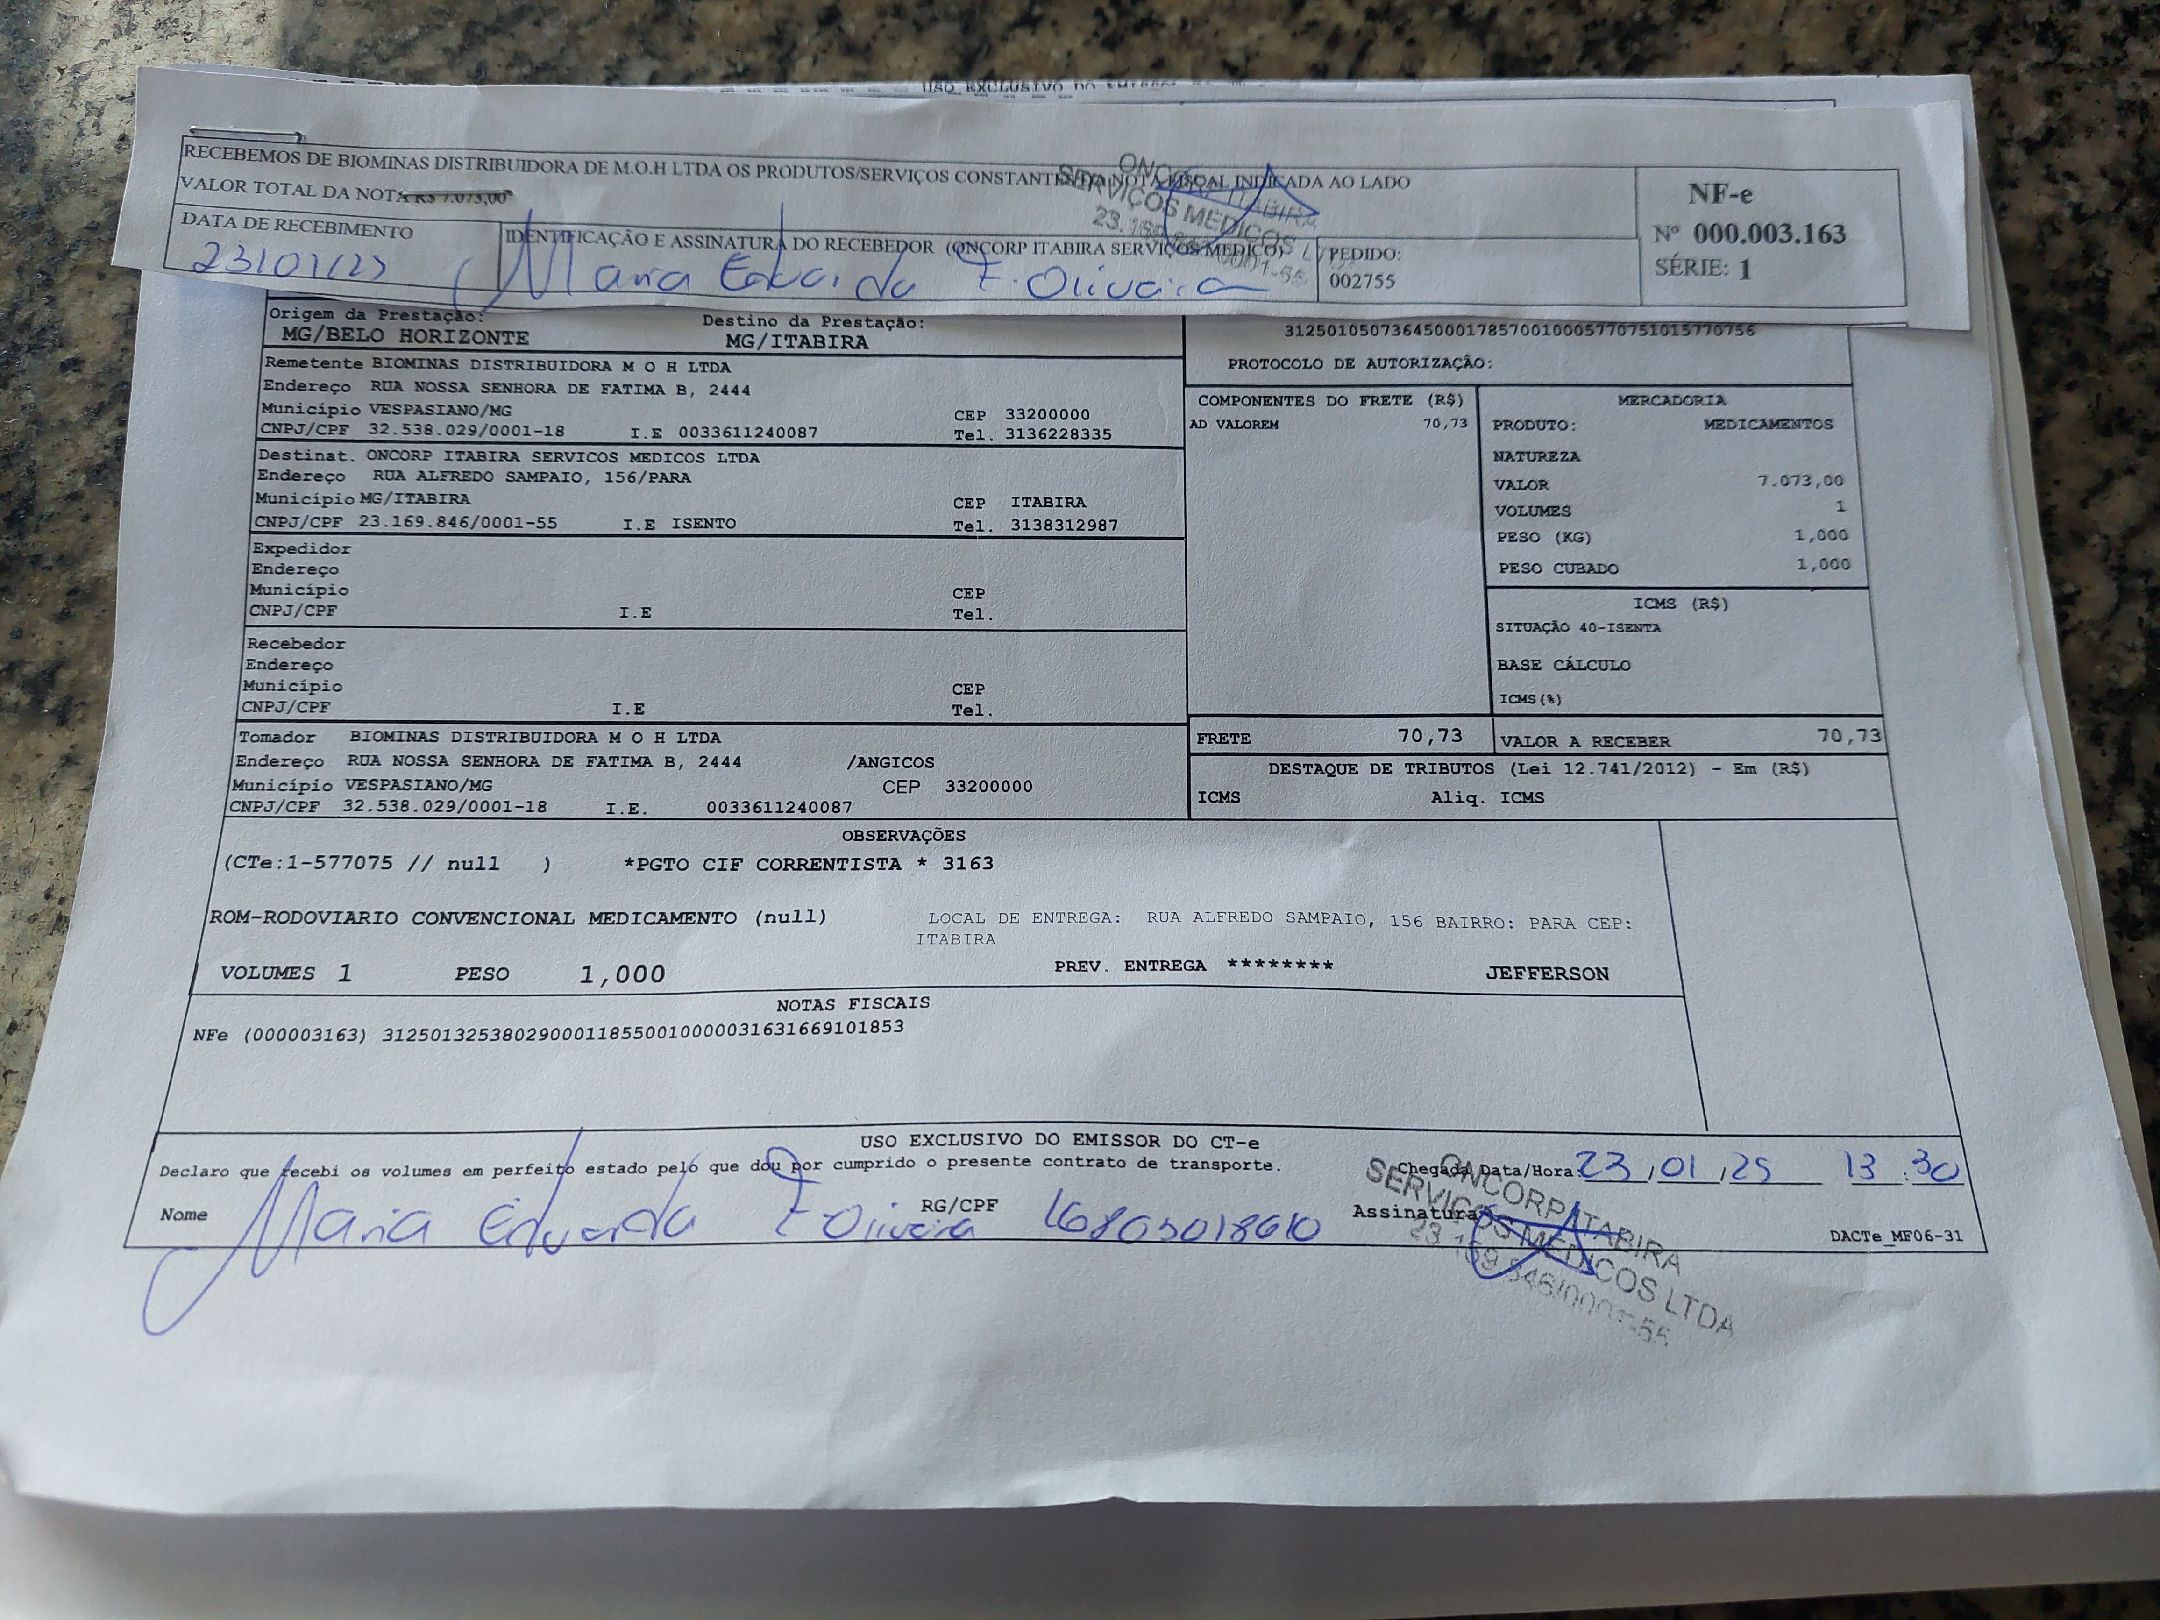 USO EXCLUSIVO DO EMISSOR
RECEBEMOS DE BIOMINAS DISTRIBUIDORA DE M.O.H LTDA OS PRODUTOS/SERVIÇOS CONSTANTES DA NOTA FISCAL INDICADA AO LADO
VALOR TOTAL DA NOTA R$ 7.073,00
DATA DE RECEBIMENTO
23/01/25
IDENTIFICAÇÃO E ASSINATURA DO RECEBEDOR (ONCORP ITABIRA SERVIÇOS MEDICO)
Maria Eduarda F. Oliveira
PEDIDO:
002755
NF-e
Nº 000.003.163
SÉRIE: 1
ONCORP ITABIRA
SERVIÇOS MEDICOS
Origem da Prestação:
MG/BELO HORIZONTE
Destino da Prestação:
MG/ITABIRA
31250105073645000178570010005770751015770756
PROTOCOLO DE AUTORIZAÇÂO:
Remetente BIOMINAS DISTRIBUIDORA M O H LTDA
Endereço RUA NOSSA SENHORA DE FATIMA B, 2444
Município VESPASIANO/MG CEP 33200000
CNPJ/CPF 32.538.029/0001-18 I.E 0033611240087 Tel. 3136228335
Destinat. ONCORP ITABIRA SERVICOS MEDICOS LTDA
Endereço RUA ALFREDO SAMPAIO, 156/PARA
Município MG/ITABIRA CEP ITABIRA
CNPJ/CPF 23.169.846/0001-55 I.E ISENTO Tel. 3138312987
Expedidor
Endereço
Município CEP
CNPJ/CPF I.E Tel.
Recebedor
Endereço
Município CEP
CNPJ/CPF I.E Tel.
Tomador BIOMINAS DISTRIBUIDORA M O H LTDA
Endereço RUA NOSSA SENHORA DE FATIMA B, 2444 /ANGICOS
Município VESPASIANO/MG CEP 33200000
CNPJ/CPF 32.538.029/0001-18 I.E. 0033611240087
COMPONENTES DO FRETE (R$)
AD VALOREM 70,73
MERCADORIA
PRODUTO: MEDICAMENTOS
NATUREZA
VALOR 7.073,00
VOLUMES 1
PESO (KG) 1,000
PESO CUBADO 1,000
ICMS (R$)
SITUAÇÃO 40-ISENTA
BASE CÁLCULO
ICMS(%)
FRETE 70,73 VALOR A RECEBER 70,73
DESTAQUE DE TRIBUTOS (Lei 12.741/2012) - Em (R$)
ICMS Aliq. ICMS
OBSERVAÇÕES
(CTe:1-577075 // null ) *PGTO CIF CORRENTISTA * 3163
ROM-RODOVIARIO CONVENCIONAL MEDICAMENTO (null) LOCAL DE ENTREGA: RUA ALFREDO SAMPAIO, 156 BAIRRO: PARA CEP:
ITABIRA
VOLUMES 1 PESO 1,000 PREV. ENTREGA ******** JEFFERSON
NOTAS FISCAIS
NFe (000003163) 31250132538029000118550010000031631669101853
USO EXCLUSIVO DO EMISSOR DO CT-e
Declaro que recebi os volumes em perfeito estado pelo que dou por cumprido o presente contrato de transporte. Chegada Data/Hora: 23/01/25 13:30
Nome Maria Eduarda F Oliveira RG/CPF 16803018610 Assinatura
DACTe_MF06-31
ONCORP ITABIRA
SERVIÇOS MEDICOS LTDA